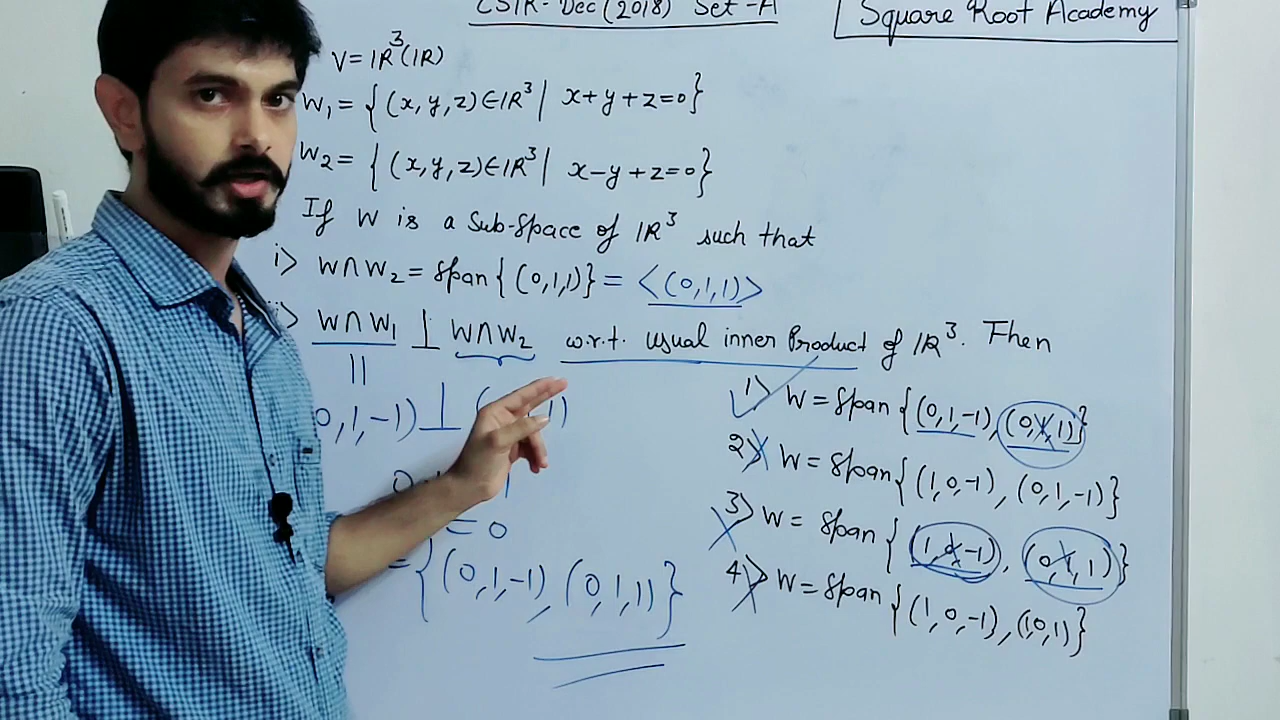 CSIR- Dec (2018) Set -A
Square Root Academy
V = IR³(IR)
W₁ = { (x, y, z) ∈ IR³ | x+y+z=0 }
W₂ = { (x, y, z) ∈ IR³ | x-y+z=0 }
If W is a Sub-space of IR³ such that
i> W∩W₂ = span{(0,1,1)} = <(0,1,1)>
i> W∩W₁ ⊥ W∩W₂ w.r.t. usual inner Product of IR³. Then
||
0,1,-1) ⊥
= 0
= {(0,1,-1), (0,1,1)}
1> W = span{(0,1,-1), (0,1,1)}
2> W = span{(1,0,-1), (0,1,-1)}
3> W = span{(1,0,-1), (0,1,1)}
4> W = span{(1,0,-1), (1,0,1)}